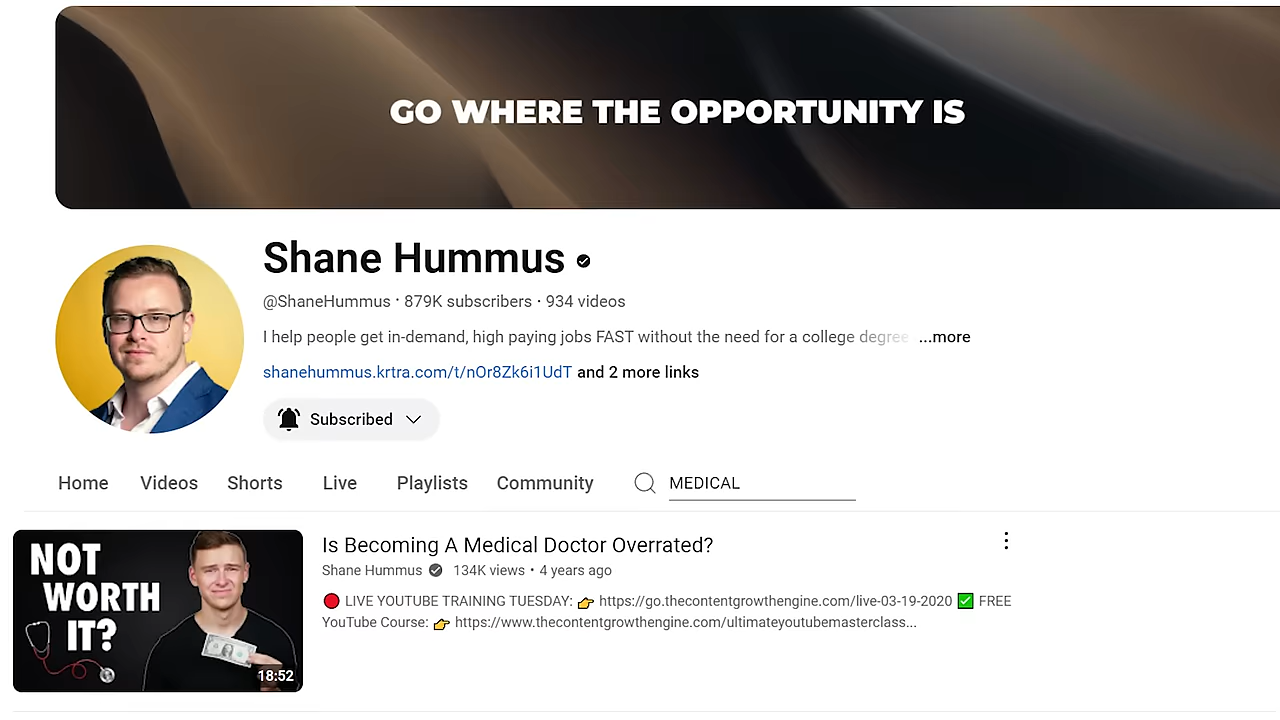 GO WHERE THE OPPORTUNITY IS
Shane Hummus
@ShaneHummus · 879K subscribers · 934 videos
I help people get in-demand, high paying jobs FAST without the need for a college degree ...more
shanehummus.krtra.com/t/nOr8Zk6i1UdT and 2 more links
Subscribed
Home Videos Shorts Live Playlists Community MEDICAL
NOT
WORTH
IT?
18:52
Is Becoming A Medical Doctor Overrated?
Shane Hummus 134K views • 4 years ago
🔴 LIVE YOUTUBE TRAINING TUESDAY: 👉 https://go.thecontentgrowthengine.com/live-03-19-2020 ✅ FREE
YouTube Course: 👉 https://www.thecontentgrowthengine.com/ultimateyoutubemasterclass...